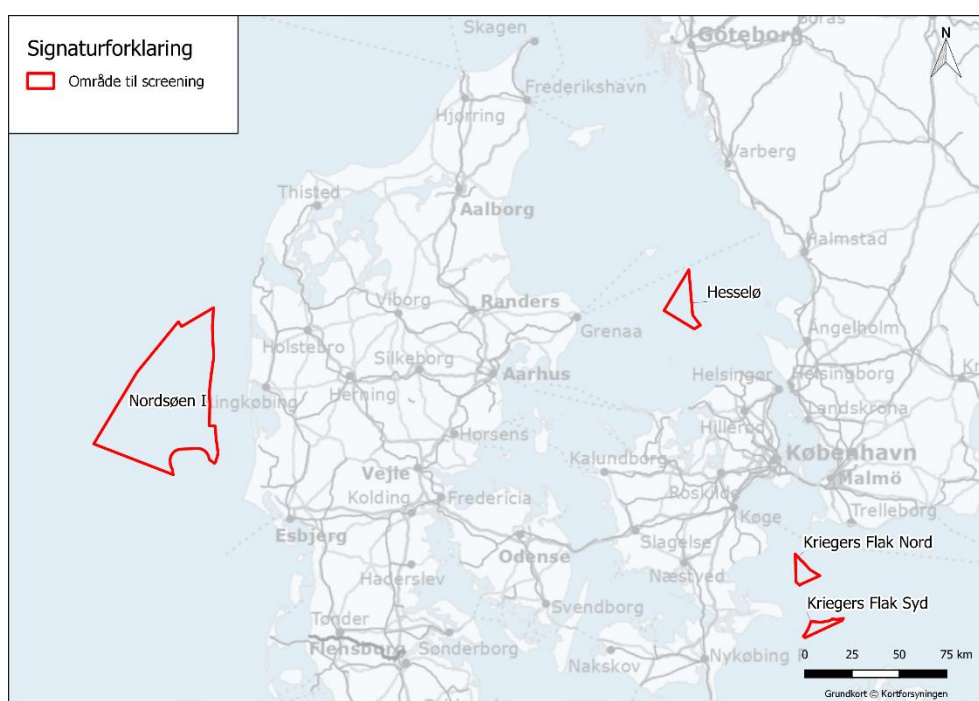 Signaturforklaring
Område til screening
N
Skagen
Göteborg
Frederikshavn
Hjørring
Varberg
Thisted
Aalborg
Halmstad
Hesselø
Viborg
Randers
Grenaa
Ängelholm
Holstebro
Silkeborg
Aarhus
Helsingør
Helsingborg
Nordsøen I
Herning
Landskrona
Hillerød
Horsens
København
Kalundborg
Malmö
Vejle
Roskilde
Kolding
Fredericia
Køge
Trelleborg
Esbjerg
Odense
Slagelse
Kriegers Flak Nord
Haderslev
Næstved
Svendborg
Kriegers Flak Syd
Tønder
Flensborg
Sønderborg
Nakskov
Nykøbing F
0 25 50 75 km
Grundkort © Kortforsyningen